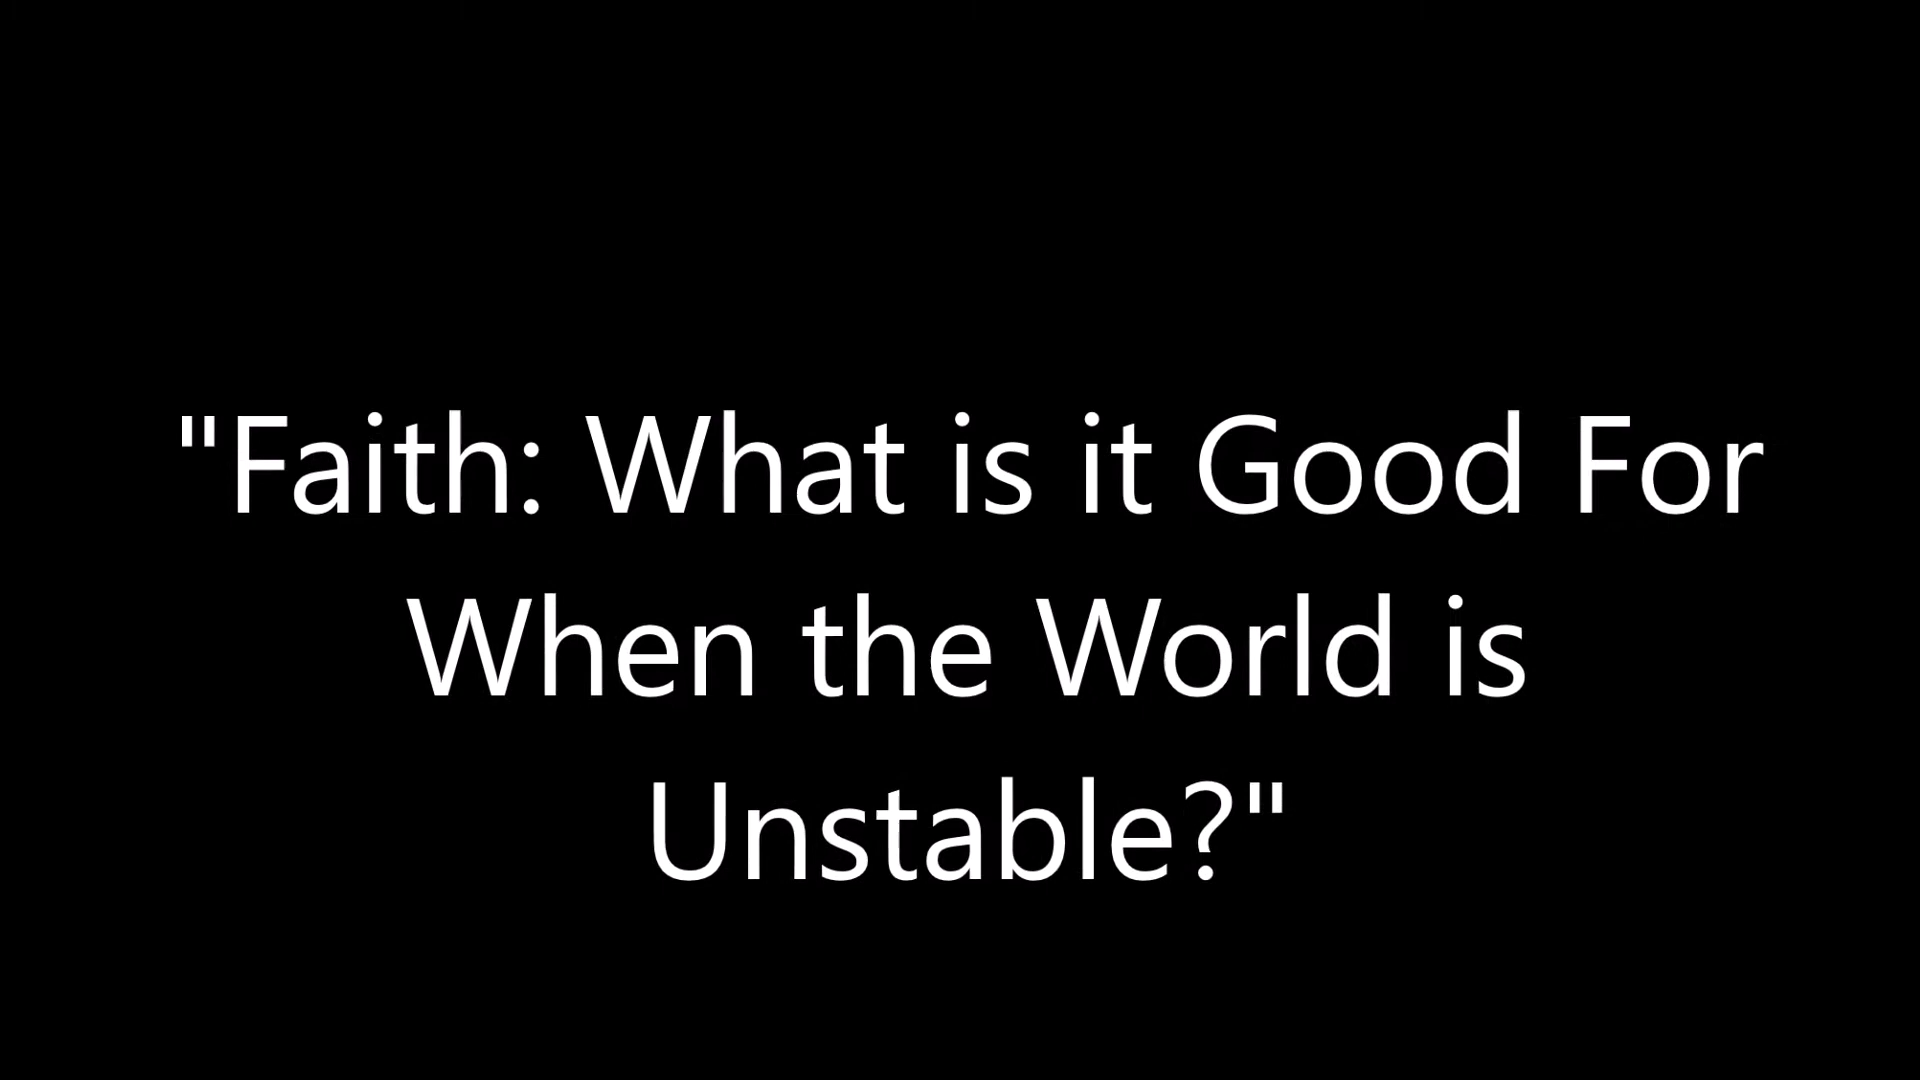 "Faith: What is it Good For
When the World is
Unstable?"